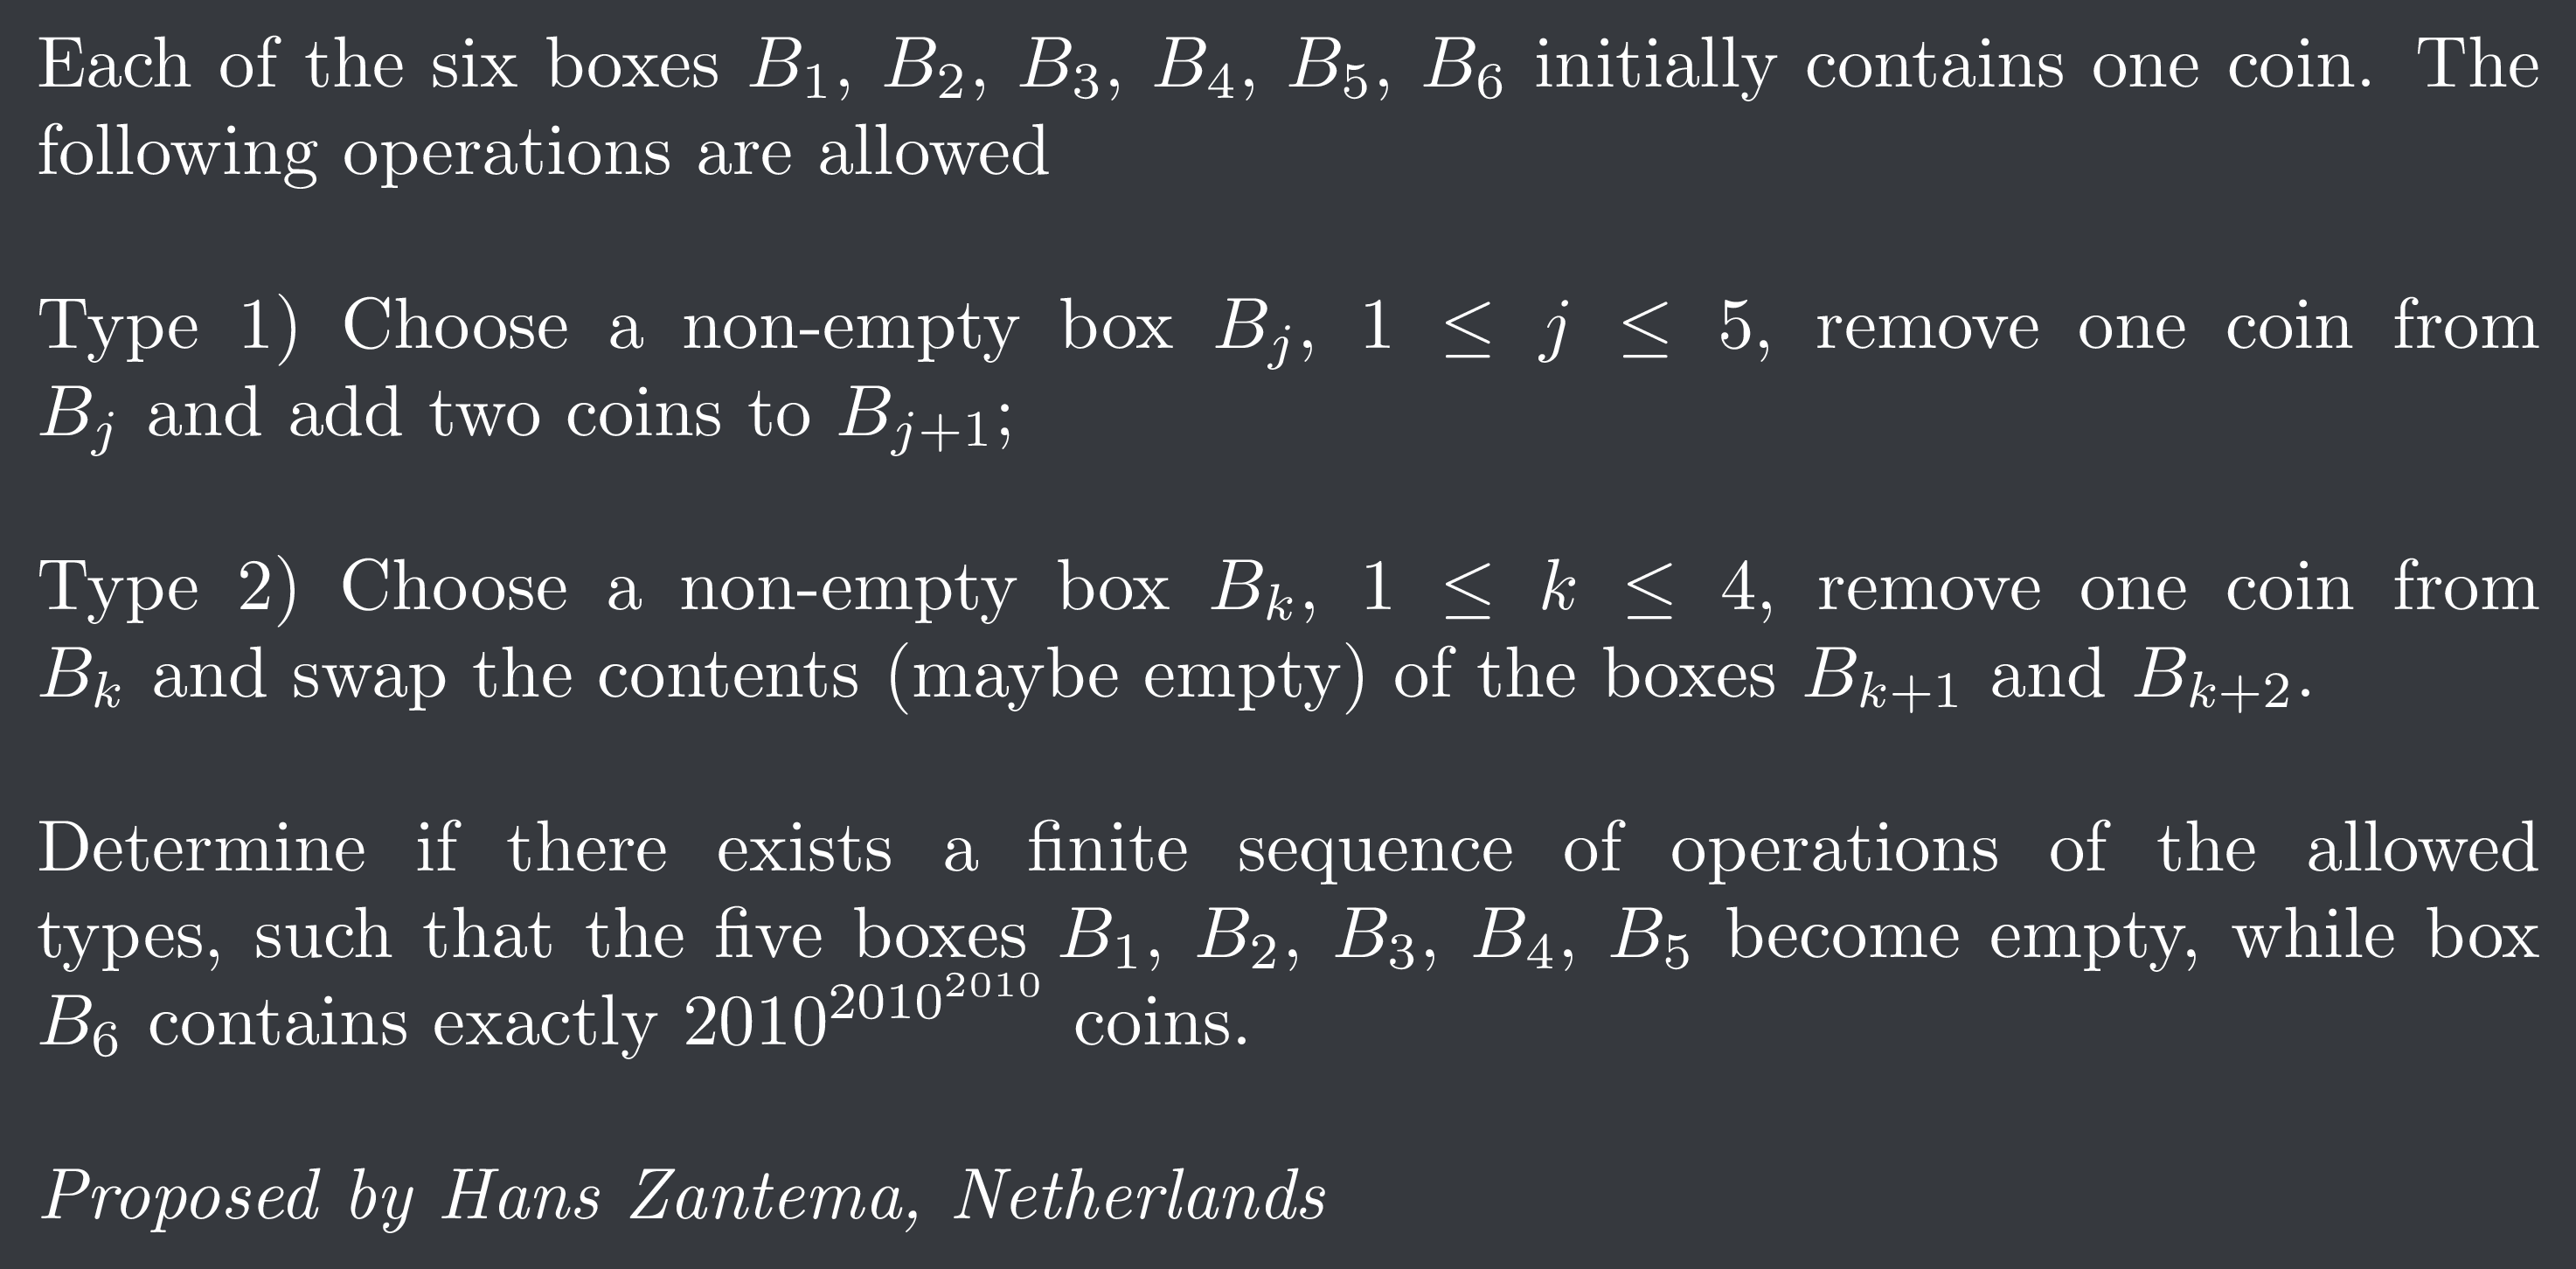 Each of the six boxes $B_1$, $B_2$, $B_3$, $B_4$, $B_5$, $B_6$ initially contains one coin. The
following operations are allowed
Type 1) Choose a non-empty box $B_j$, $1 \leq j \leq 5$, remove one coin from
$B_j$ and add two coins to $B_{j+1}$;
Type 2) Choose a non-empty box $B_k$, $1 \leq k \leq 4$, remove one coin from
$B_k$ and swap the contents (maybe empty) of the boxes $B_{k+1}$ and $B_{k+2}$.
Determine if there exists a finite sequence of operations of the allowed
types, such that the five boxes $B_1$, $B_2$, $B_3$, $B_4$, $B_5$ become empty, while box
$B_6$ contains exactly $2010^{2010^{2010}}$ coins.
Proposed by Hans Zantema, Netherlands